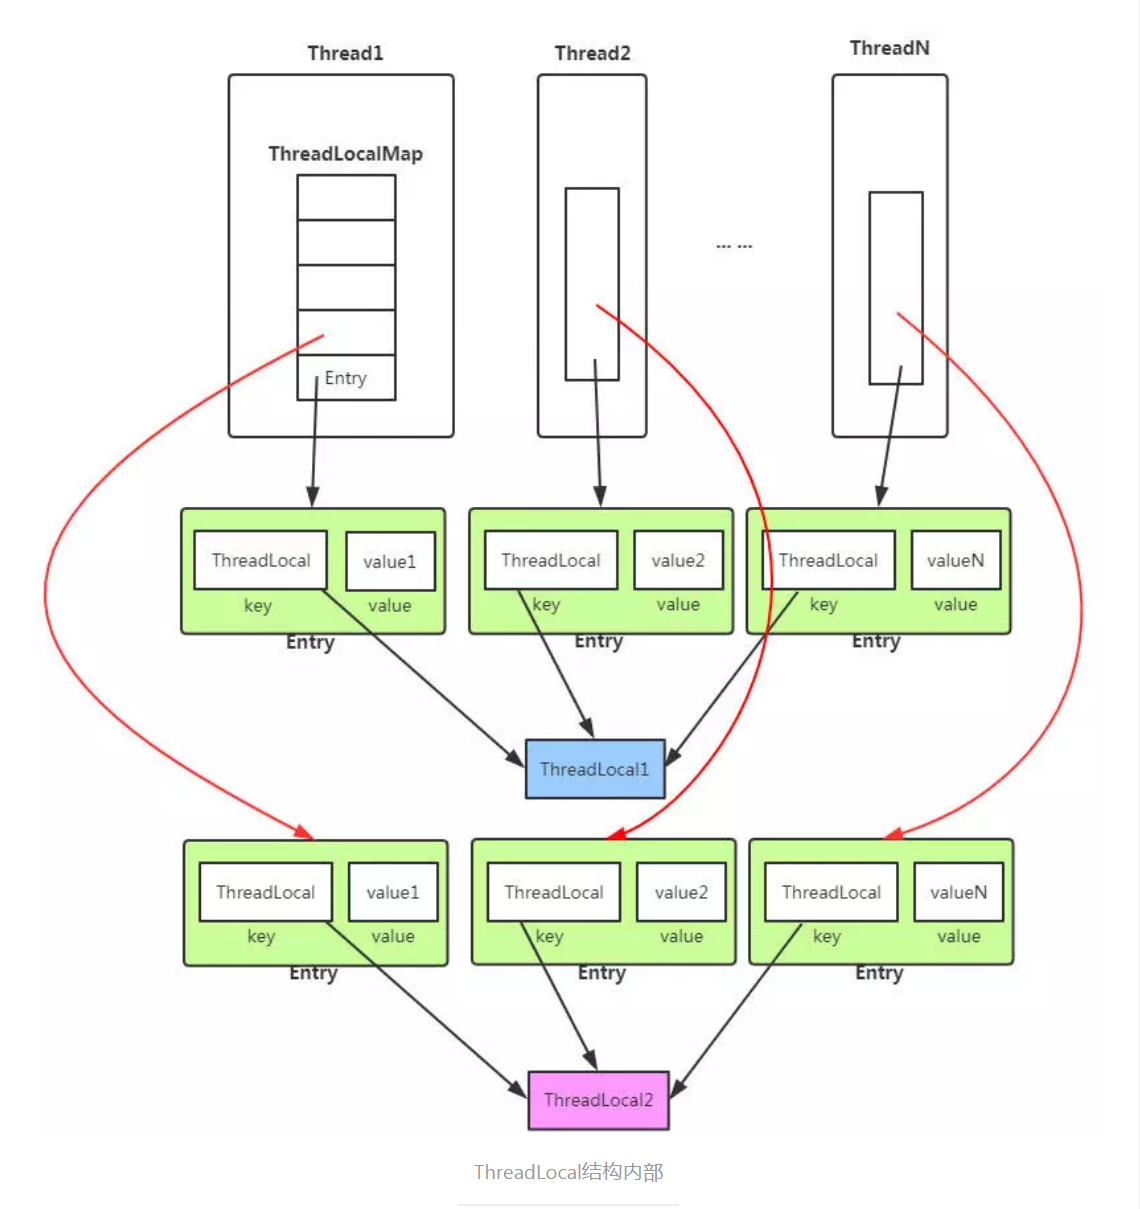 Thread1
Thread2
ThreadN
ThreadLocalMap
... ...
Entry
ThreadLocal
value1
key
value
Entry
ThreadLocal
value2
key
value
Entry
ThreadLocal
valueN
key
value
Entry
ThreadLocal1
ThreadLocal
value1
key
value
Entry
ThreadLocal
value2
key
value
Entry
ThreadLocal
valueN
key
value
Entry
ThreadLocal2
ThreadLocal结构内部